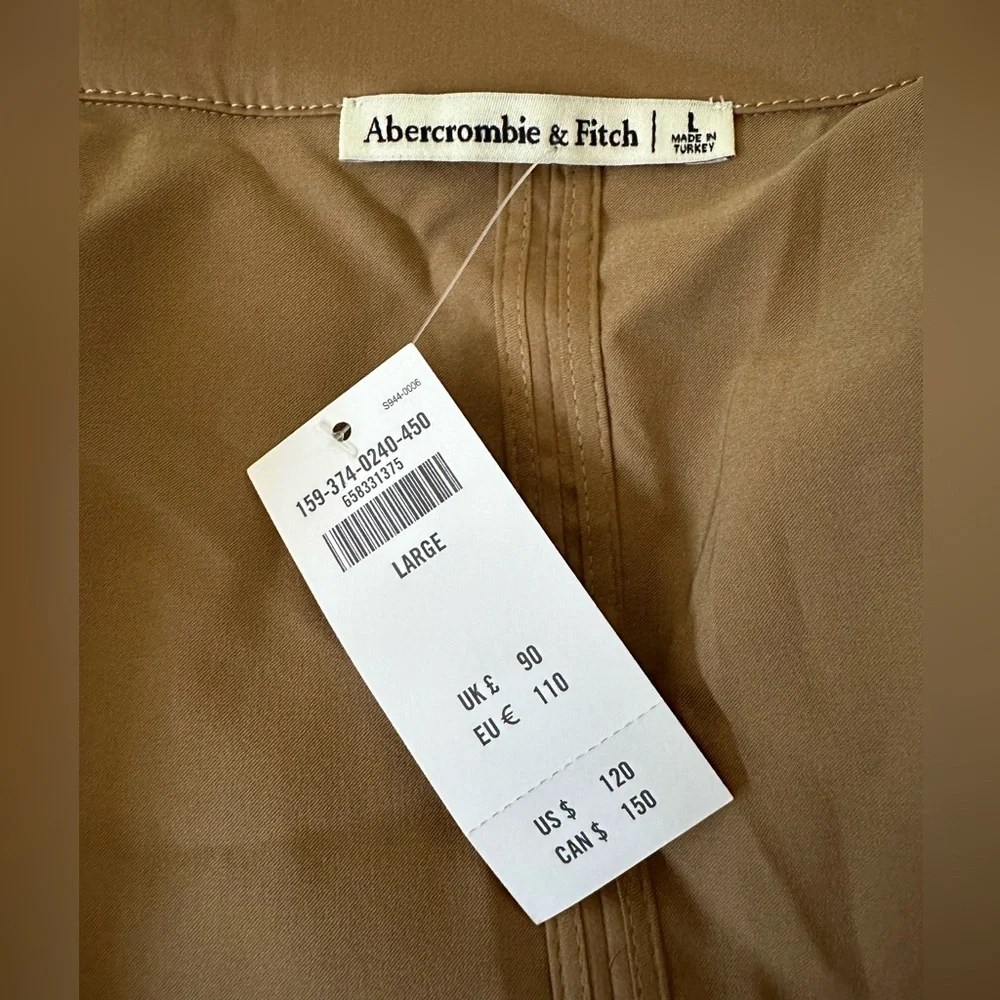 Abercrombie & Fitch | L
MADE IN
TURKEY
S944-0006
159-374-0240-450
658331375
LARGE
UK £ 90
EU € 110
US $ 120
CAN $ 150